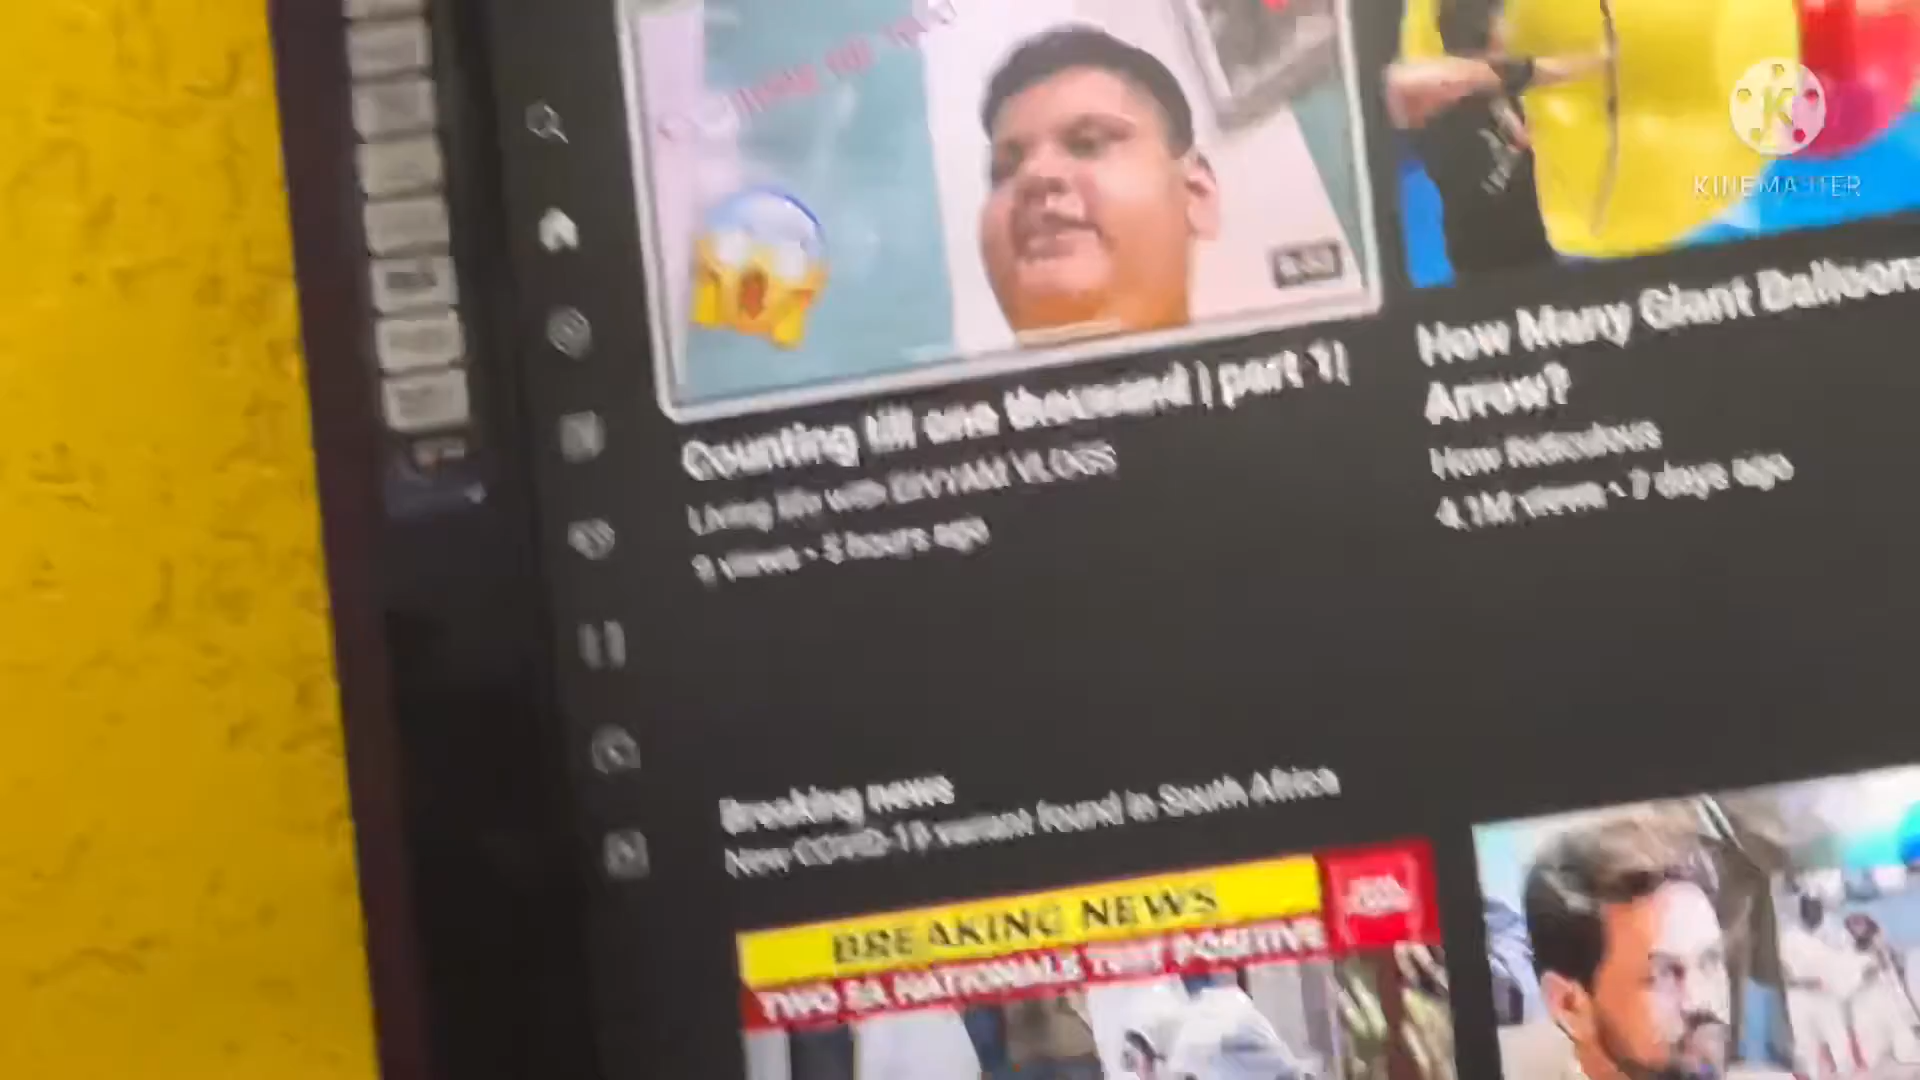 KINEMASTER
Counting till one thousand | part 1|
Living life with DIVYAM VLOGS
9 views • 5 hours ago
How Many Giant Balloons
Arrow?
How Ridiculous
4.1M views • 7 days ago
Breaking news
New COVID-19 variant found in South Africa
BREAKING NEWS
TWO SA NATIONALS TEST POSITIVE